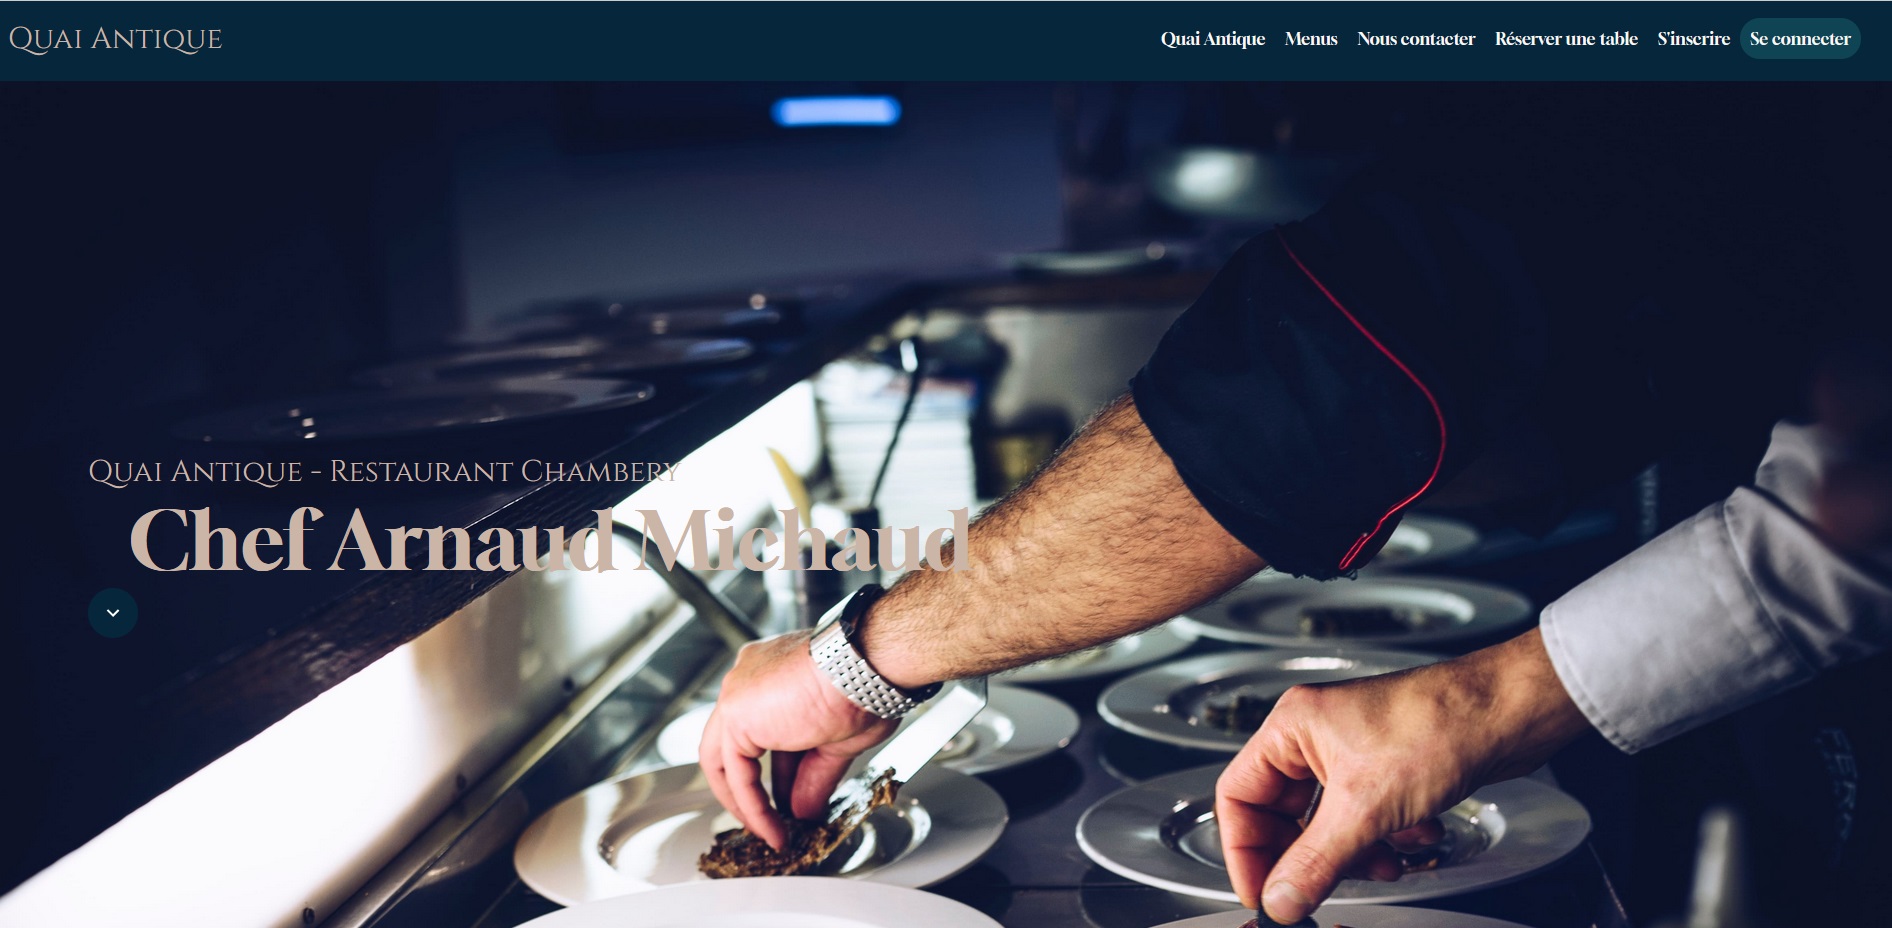 QUAI ANTIQUE
Quai Antique
Menus
Nous contacter
Réserver une table
S'inscrire
Se connecter
QUAI ANTIQUE - RESTAURANT CHAMBERY
Chef Arnaud Michaud